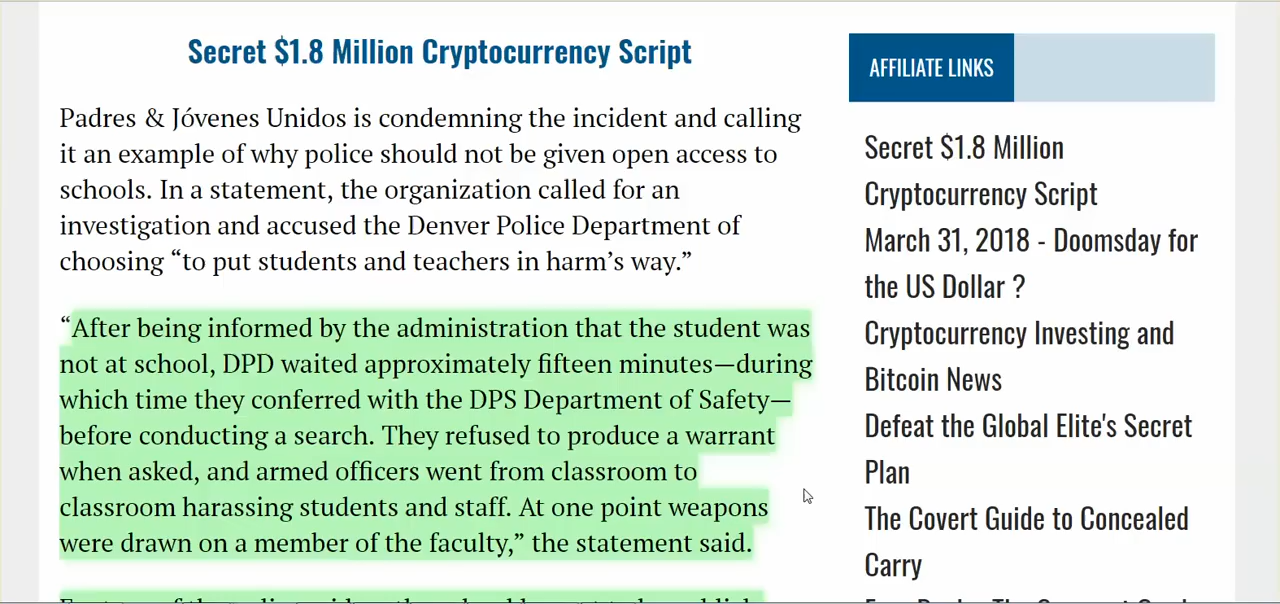 Secret $1.8 Million Cryptocurrency Script
Padres & Jóvenes Unidos is condemning the incident and calling
it an example of why police should not be given open access to
schools. In a statement, the organization called for an
investigation and accused the Denver Police Department of
choosing “to put students and teachers in harm’s way.”
“After being informed by the administration that the student was
not at school, DPD waited approximately fifteen minutes—during
which time they conferred with the DPS Department of Safety—
before conducting a search. They refused to produce a warrant
when asked, and armed officers went from classroom to
classroom harassing students and staff. At one point weapons
were drawn on a member of the faculty,” the statement said.
AFFILIATE LINKS
Secret $1.8 Million
Cryptocurrency Script
March 31, 2018 - Doomsday for
the US Dollar ?
Cryptocurrency Investing and
Bitcoin News
Defeat the Global Elite's Secret
Plan
The Covert Guide to Concealed
Carry